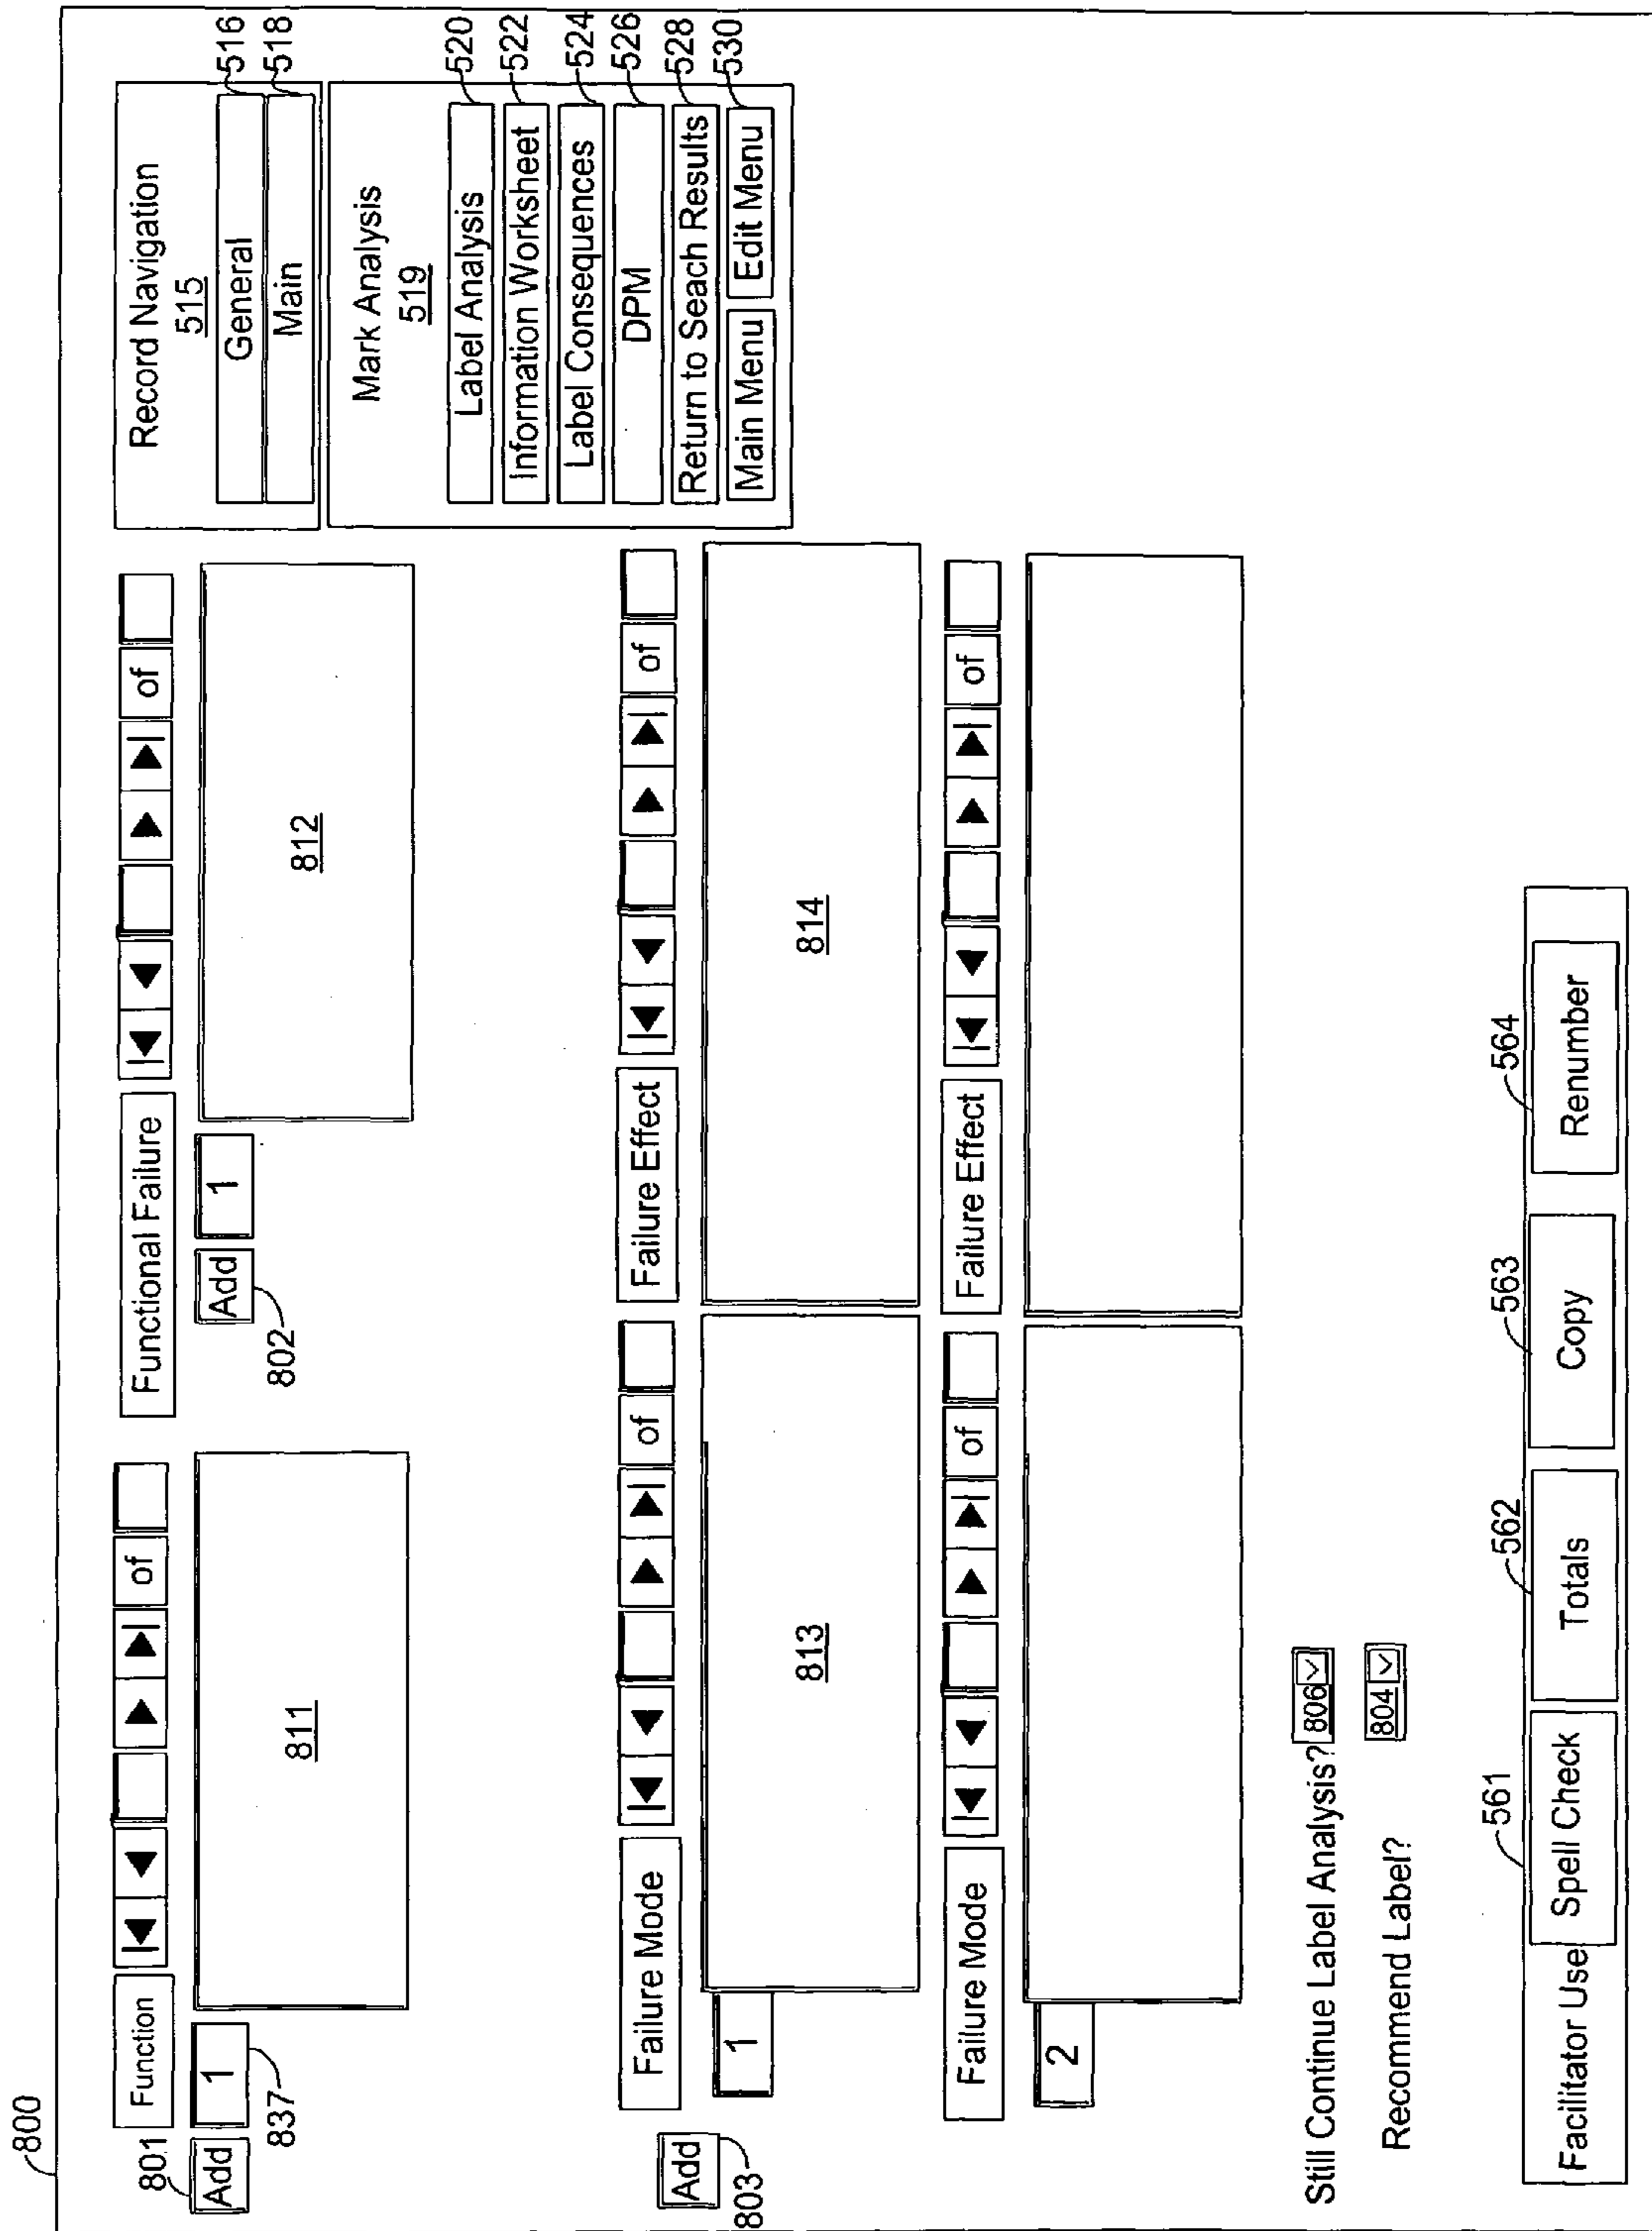 800
Function
of
Functional Failure
of
801
Add
1
837
811
Add
1
802
812
Record Navigation
515
General
516
Main
518
Mark Analysis
519
Label Analysis
520
Information Worksheet
522
Label Consequences
524
DPM
526
Return to Seach Results
528
Main Menu
Edit Menu
530
Add
803
Failure Mode
of
Failure Effect
of
1
813
814
Failure Mode
of
Failure Effect
of
2
Still Continue Label Analysis? 806
Recommend Label? 804
Facilitator Use
Spell Check
561
Totals
562
Copy
563
Renumber
564